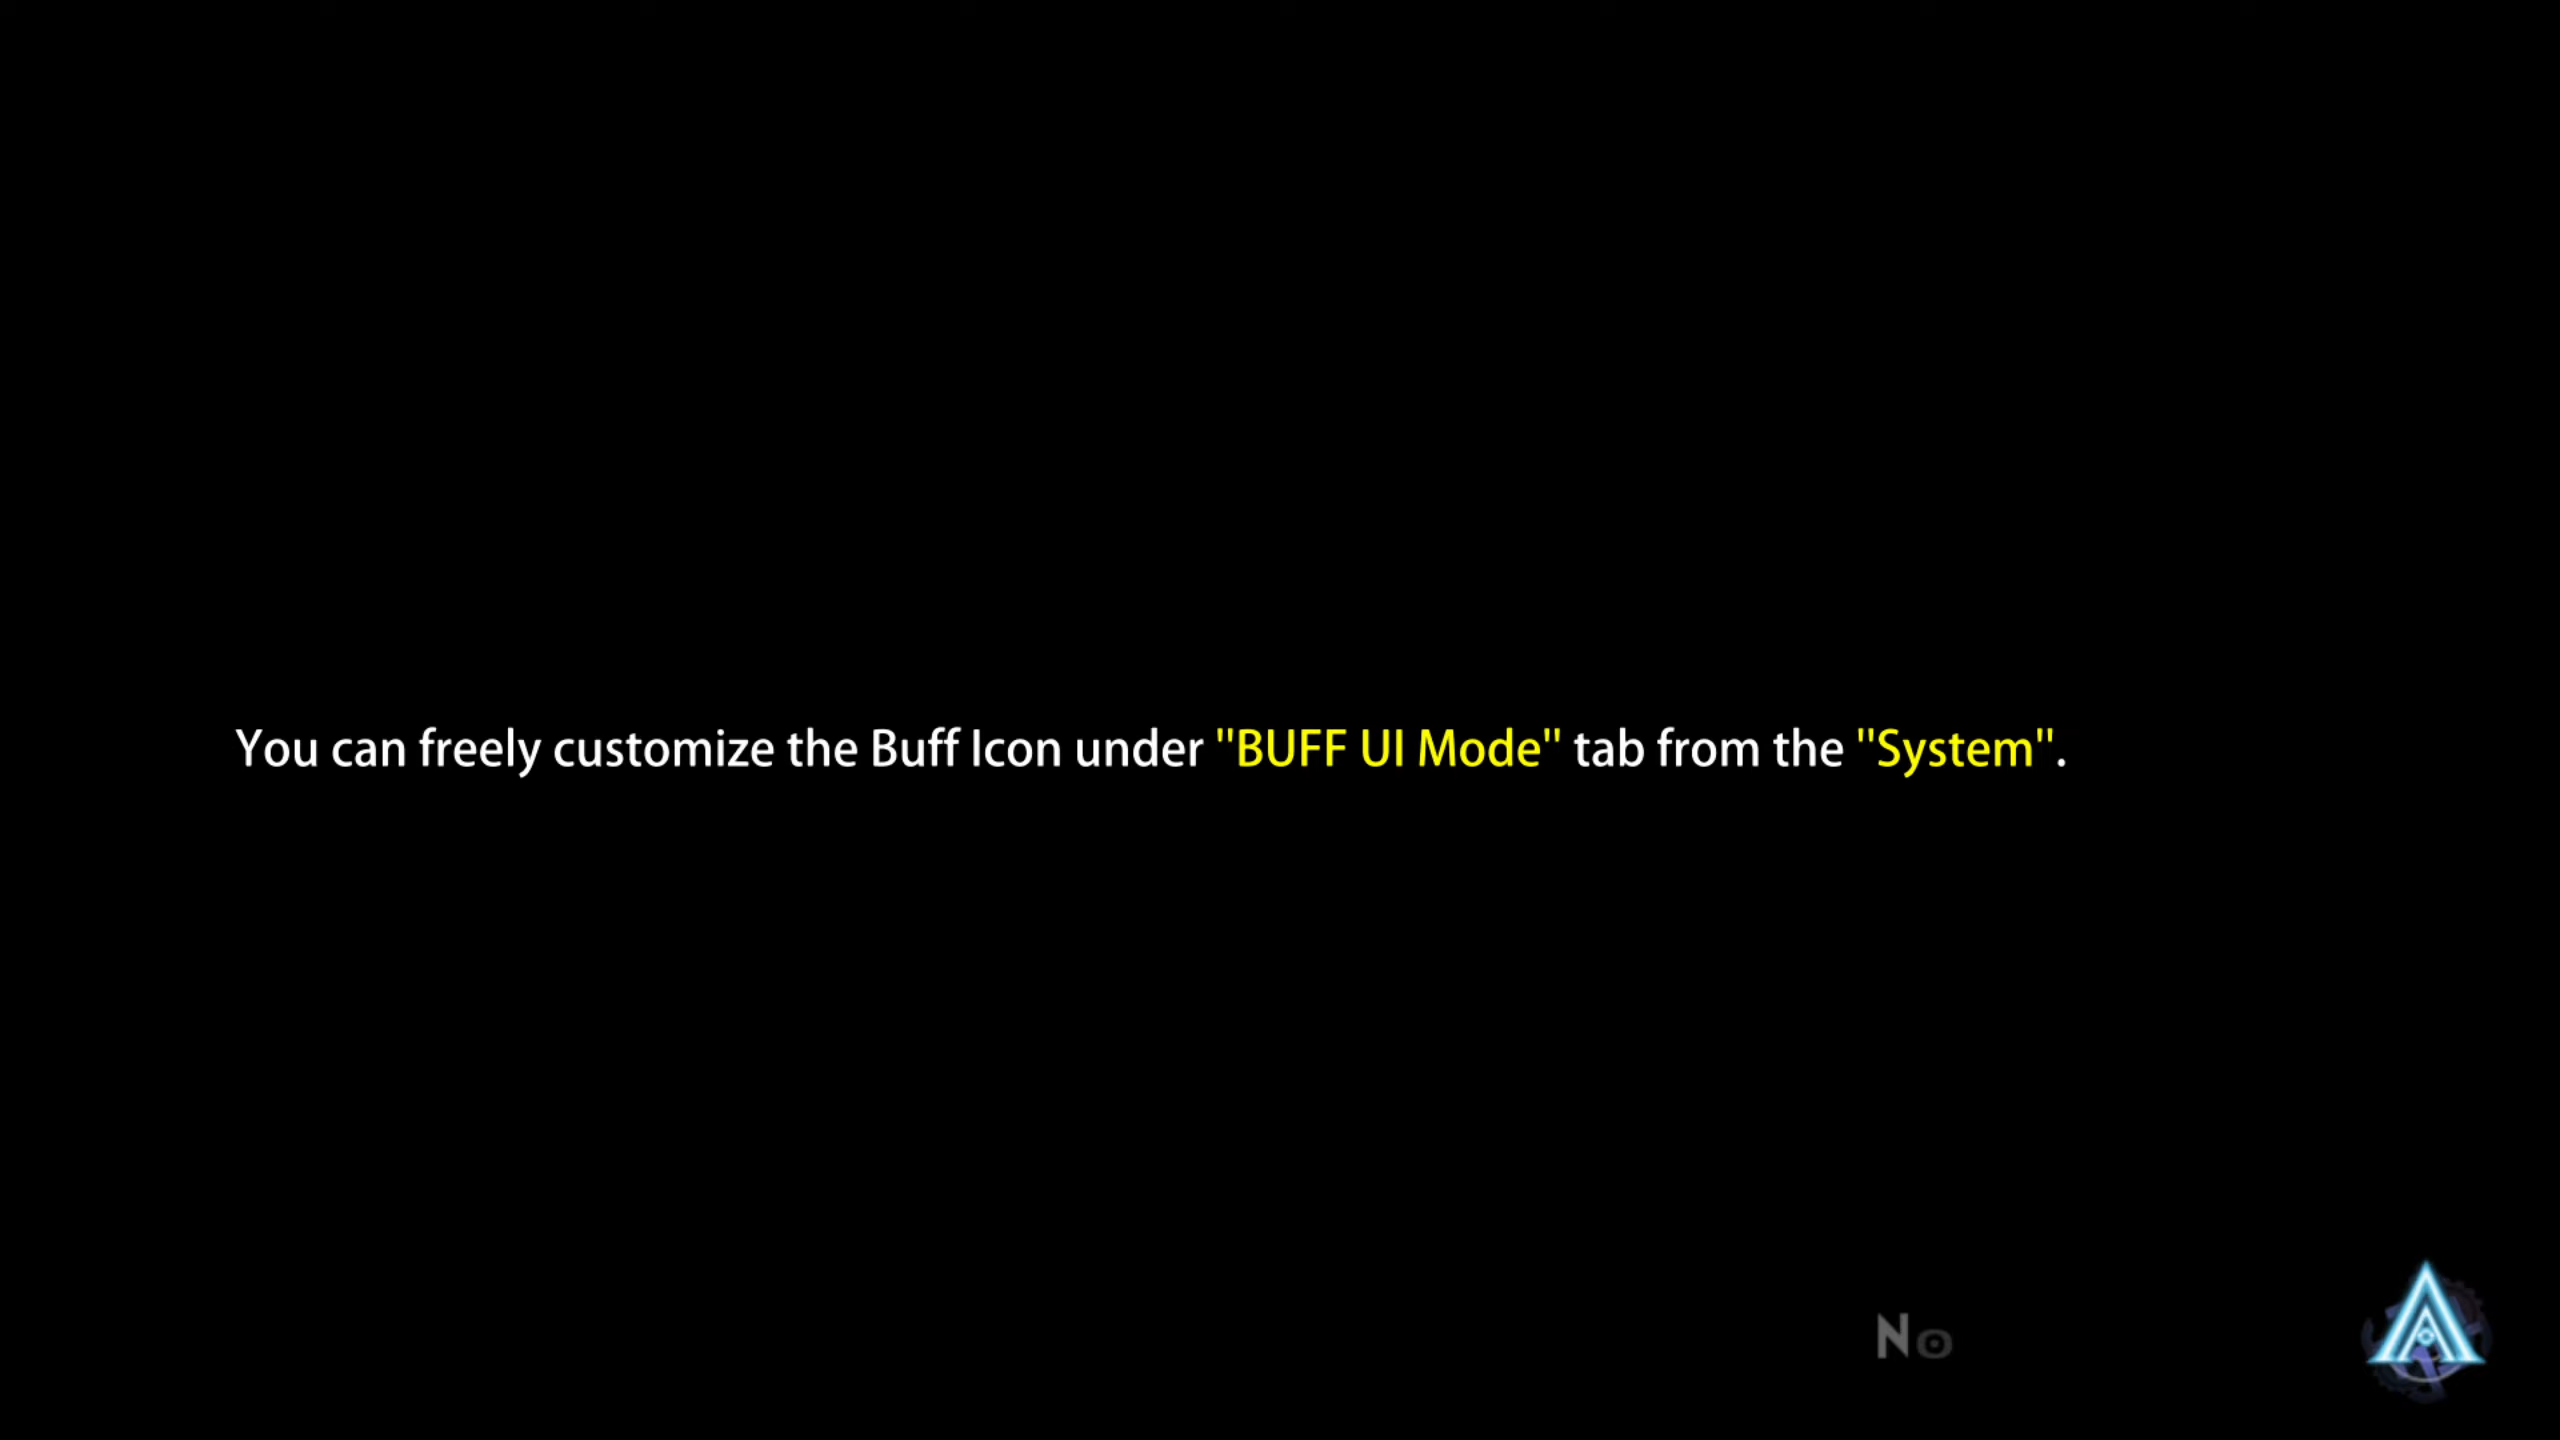 You can freely customize the Buff Icon under "BUFF UI Mode" tab from the "System".
No